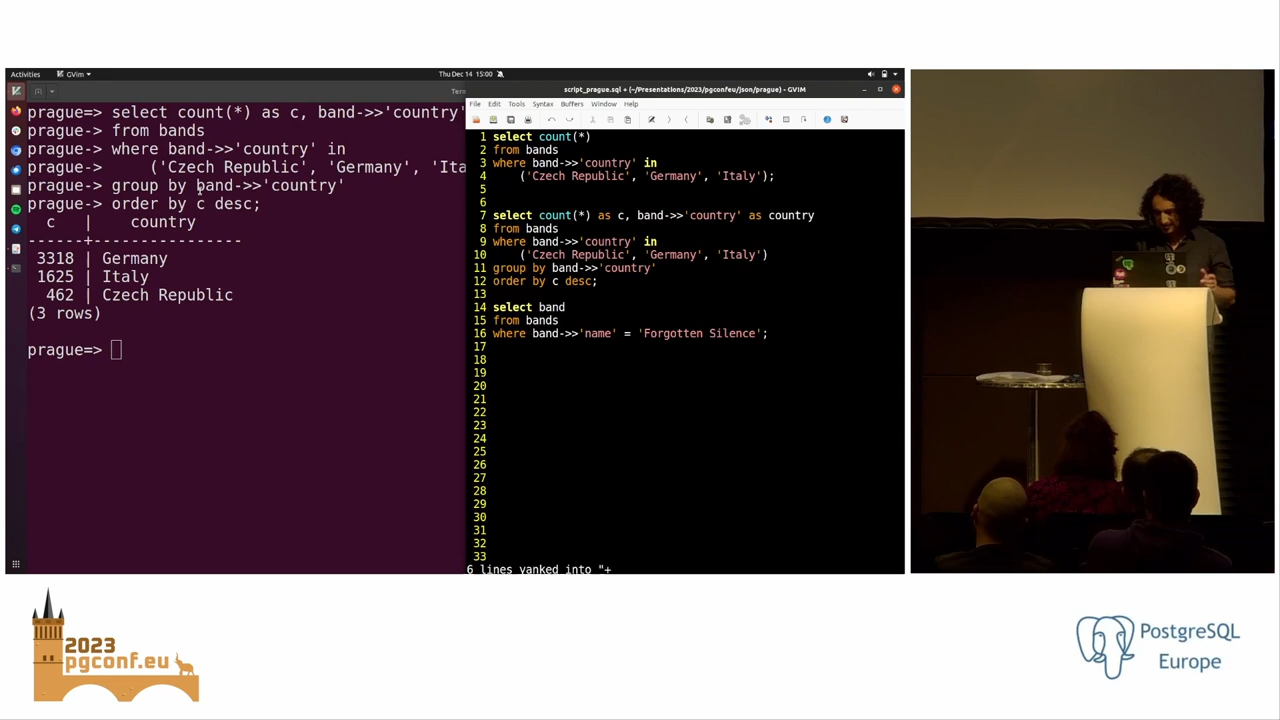 Activities
GVim
Thu Dec 14 15:00
Ter
script_prague.sql + (~/Presentations/2023/pgconfeu/json/prague) - GVIM
File Edit Tools Syntax Buffers Window Help
prague=> select count(*) as c, band->>'country'
prague-> from bands
prague-> where band->>'country' in
prague-> ('Czech Republic', 'Germany', 'Ita
prague-> group by band->>'country'
prague-> order by c desc;
c | country
------+----------------
3318 | Germany
1625 | Italy
462 | Czech Republic
(3 rows)
prague=>
1 select count(*)
2 from bands
3 where band->>'country' in
4 ('Czech Republic', 'Germany', 'Italy');
5
6
7 select count(*) as c, band->>'country' as country
8 from bands
9 where band->>'country' in
10 ('Czech Republic', 'Germany', 'Italy')
11 group by band->>'country'
12 order by c desc;
13
14 select band
15 from bands
16 where band->>'name' = 'Forgotten Silence';
17
18
19
20
21
22
23
24
25
26
27
28
29
30
31
32
33
6 lines yanked into "+
2023
pgconf.eu
PostgreSQL
Europe